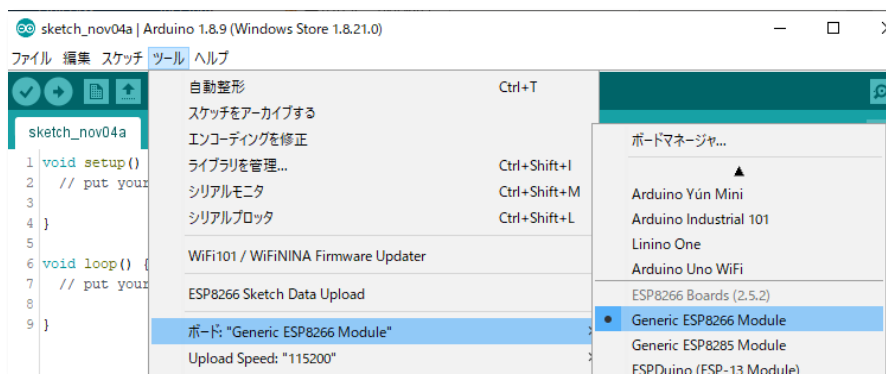 sketch_nov04a | Arduino 1.8.9 (Windows Store 1.8.21.0)
ファイル 編集 スケッチ ツール ヘルプ
sketch_nov04a
1 void setup()
2 // put your
3
4 }
5
6 void loop() {
7 // put your
8
9 }
自動整形 Ctrl+T
スケッチをアーカイブする
エンコーディングを修正
ライブラリを管理... Ctrl+Shift+I
シリアルモニタ Ctrl+Shift+M
シリアルプロッタ Ctrl+Shift+L
WiFi101 / WiFiNINA Firmware Updater
ESP8266 Sketch Data Upload
ボード: "Generic ESP8266 Module"
Upload Speed: "115200"
ボードマネージャ...
Arduino Yún Mini
Arduino Industrial 101
Linino One
Arduino Uno WiFi
ESP8266 Boards (2.5.2)
Generic ESP8266 Module
Generic ESP8285 Module
ESPDuino (ESP-13 Module)